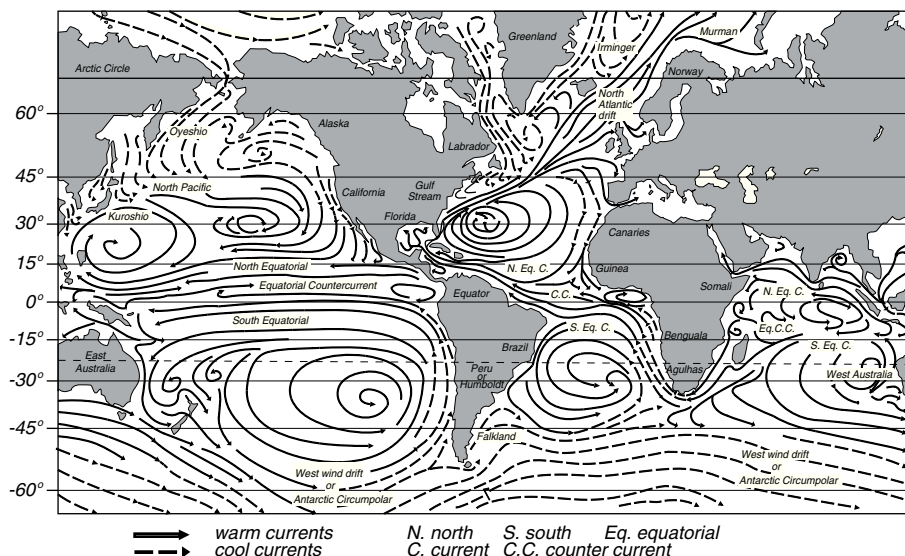 Greenland
Irminger
Murman
Arctic Circle
Norway
60°
North
Atlantic
drift
Alaska
Oyeshio
Labrador
45°
North Pacific
California
Gulf
Stream
Kuroshio
Florida
30°
Canaries
15°
North Equatorial
N. Eq. C.
Guinea
Somali
Equatorial Countercurrent
Equator
C.C.
N. Eq. C.
0°
South Equatorial
S. Eq. C.
Eq.C.C.
-15°
Brazil
Benguala
S. Eq. C.
East
Australia
Peru
or
Humboldt
Agulhas
West Australia
-30°
-45°
Falkland
West wind drift
or
Antarctic Circumpolar
West wind drift
or
Antarctic Circumpolar
-60°
warm currents N. north S. south Eq. equatorial
cool currents C. current C.C. counter current